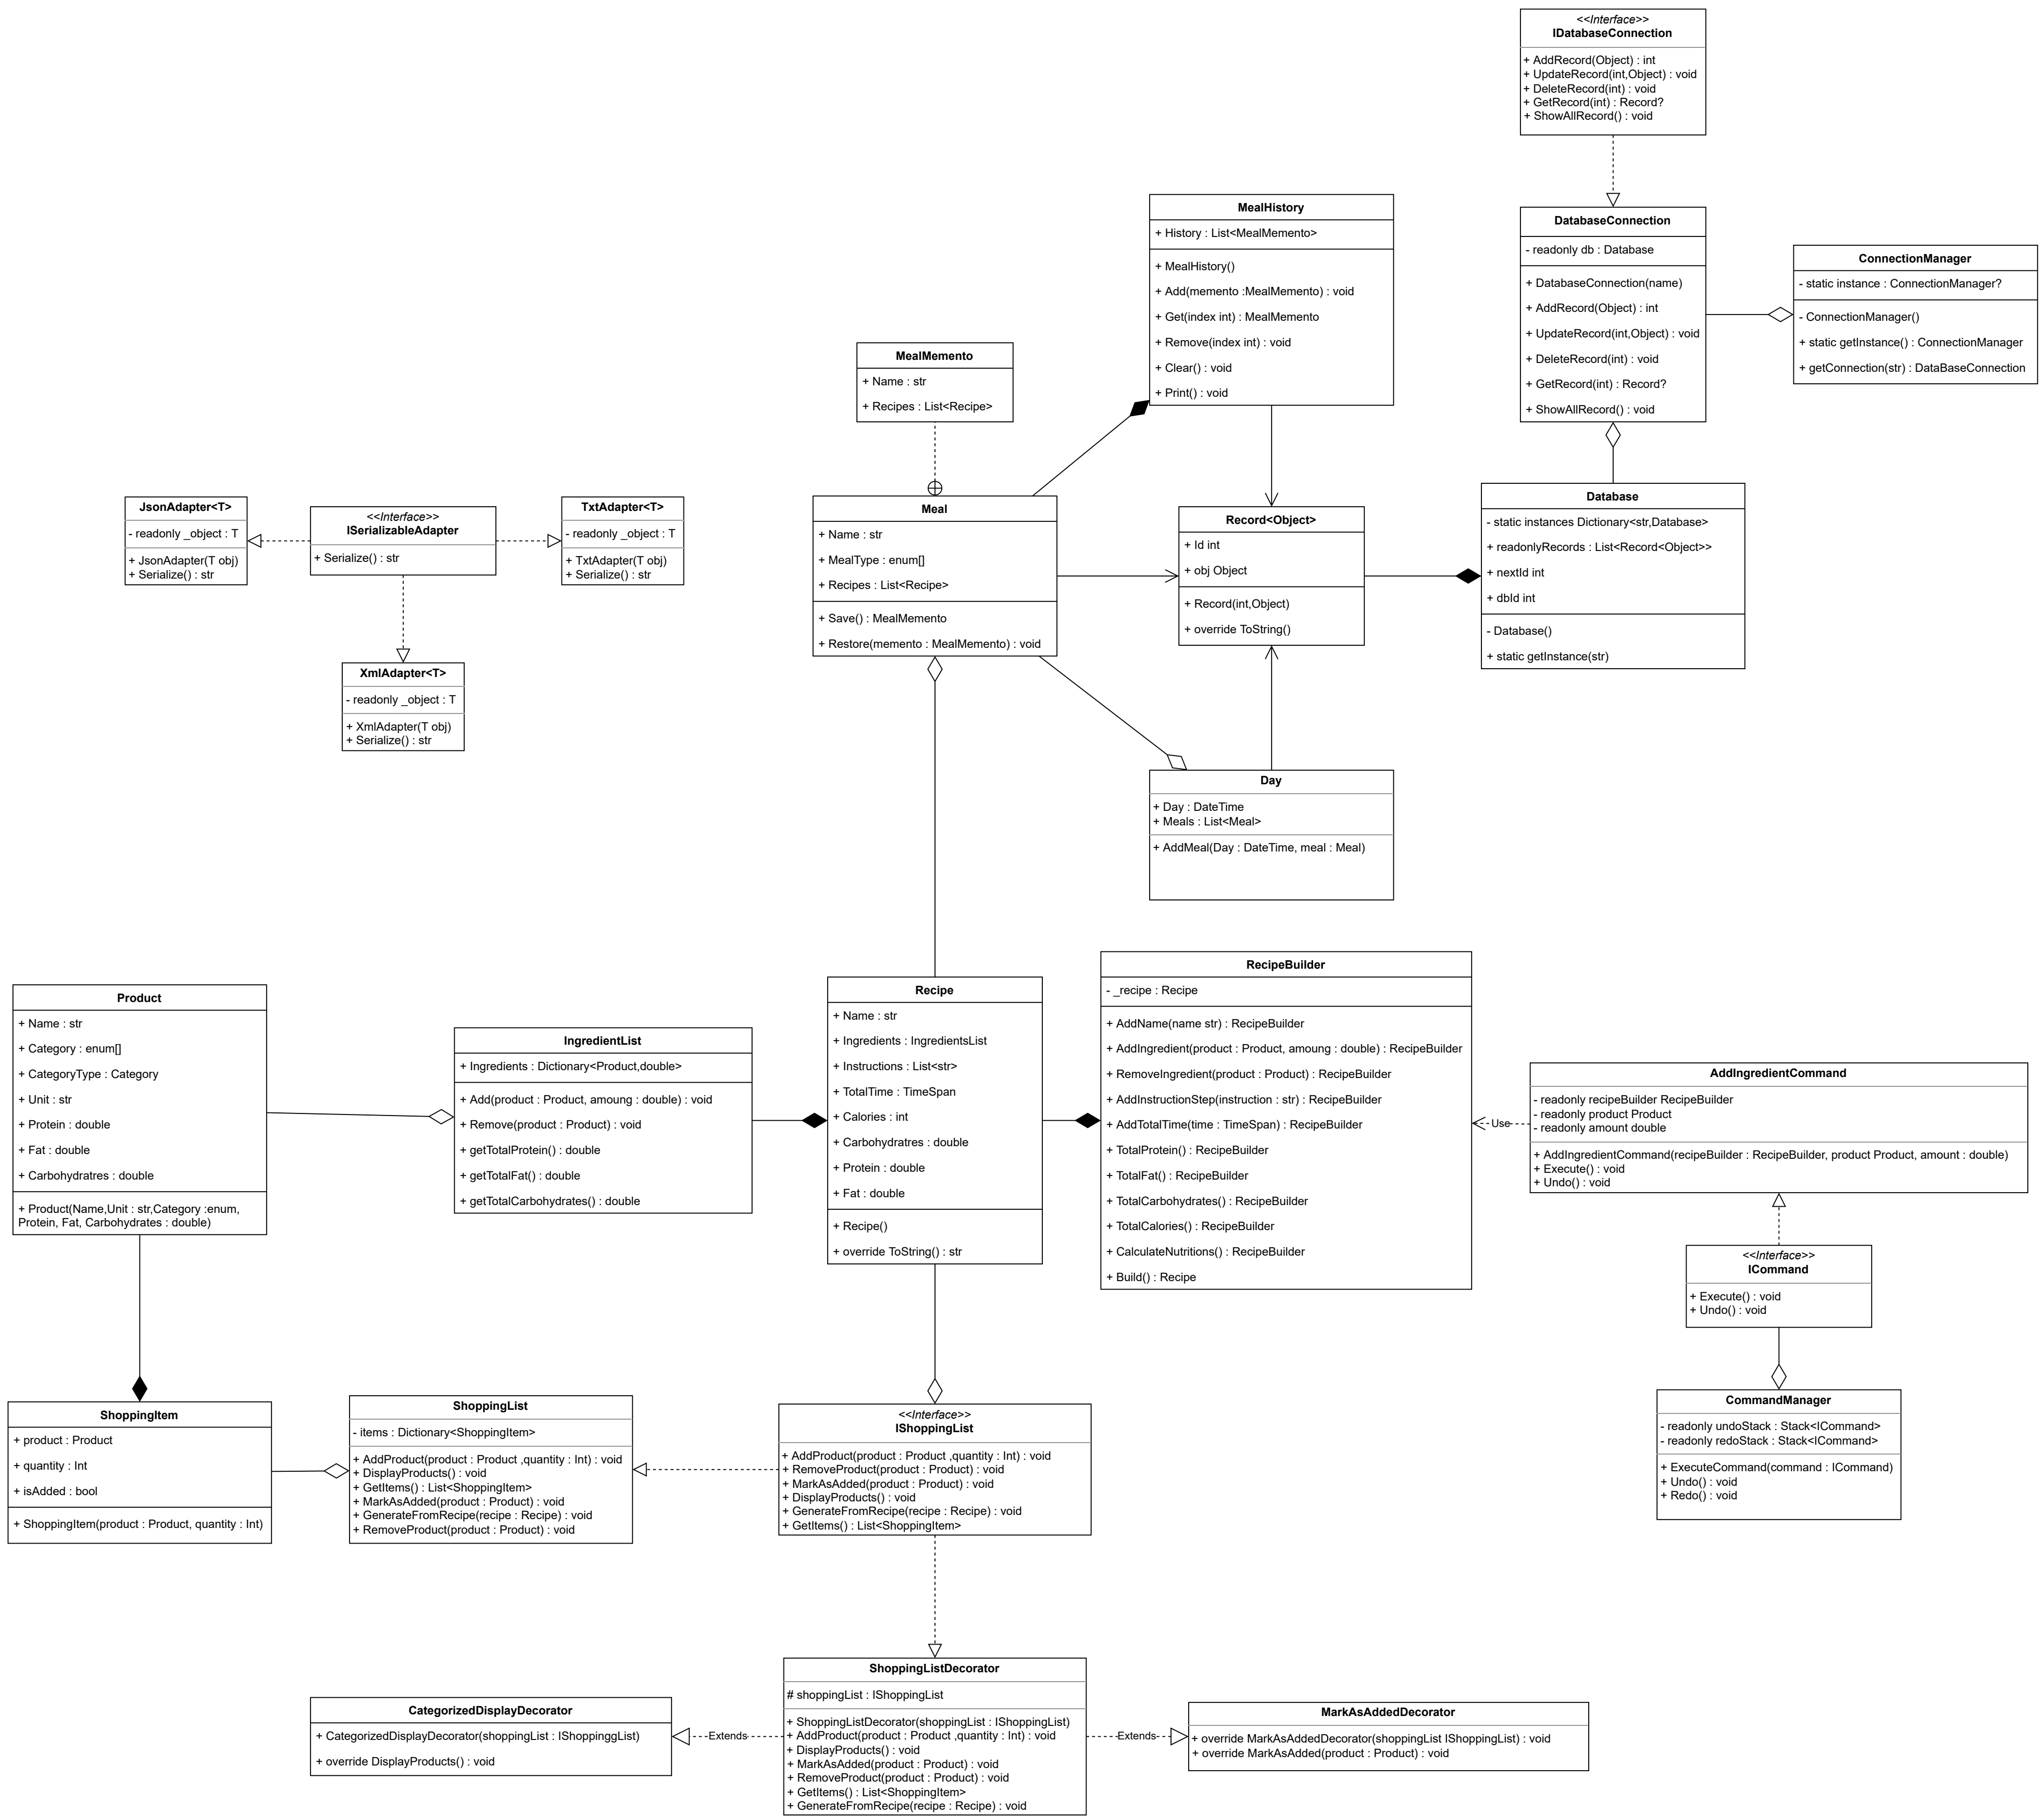 <<Interface>>
IDatabaseConnection
+ AddRecord(Object) : int
+ UpdateRecord(int,Object) : void
+ DeleteRecord(int) : void
+ GetRecord(int) : Record?
+ ShowAllRecord() : void
MealHistory
+ History : List<MealMemento>
+ MealHistory()
+ Add(memento :MealMemento) : void
+ Get(index int) : MealMemento
+ Remove(index int) : void
+ Clear() : void
+ Print() : void
DatabaseConnection
- readonly db : Database
+ DatabaseConnection(name)
+ AddRecord(Object) : int
+ UpdateRecord(int,Object) : void
+ DeleteRecord(int) : void
+ GetRecord(int) : Record?
+ ShowAllRecord() : void
ConnectionManager
- static instance : ConnectionManager?
- ConnectionManager()
+ static getInstance() : ConnectionManager
+ getConnection(str) : DataBaseConnection
MealMemento
+ Name : str
+ Recipes : List<Recipe>
JsonAdapter<T>
- readonly _object : T
+ JsonAdapter(T obj)
+ Serialize() : str
<<Interface>>
ISerializableAdapter
+ Serialize() : str
TxtAdapter<T>
- readonly _object : T
+ TxtAdapter(T obj)
+ Serialize() : str
XmlAdapter<T>
- readonly _object : T
+ XmlAdapter(T obj)
+ Serialize() : str
Meal
+ Name : str
+ MealType : enum[]
+ Recipes : List<Recipe>
+ Save() : MealMemento
+ Restore(memento : MealMemento) : void
Record<Object>
+ Id int
+ obj Object
+ Record(int,Object)
+ override ToString()
Database
- static instances Dictionary<str,Database>
+ readonlyRecords : List<Record<Object>>
+ nextId int
+ dbId int
- Database()
+ static getInstance(str)
Day
+ Day : DateTime
+ Meals : List<Meal>
+ AddMeal(Day : DateTime, meal : Meal)
Product
+ Name : str
+ Category : enum[]
+ CategoryType : Category
+ Unit : str
+ Protein : double
+ Fat : double
+ Carbohydratres : double
+ Product(Name,Unit : str,Category :enum,
Protein, Fat, Carbohydrates : double)
IngredientList
+ Ingredients : Dictionary<Product,double>
+ Add(product : Product, amoung : double) : void
+ Remove(product : Product) : void
+ getTotalProtein() : double
+ getTotalFat() : double
+ getTotalCarbohydrates() : double
Recipe
+ Name : str
+ Ingredients : IngredientsList
+ Instructions : List<str>
+ TotalTime : TimeSpan
+ Calories : int
+ Carbohydratres : double
+ Protein : double
+ Fat : double
+ Recipe()
+ override ToString() : str
RecipeBuilder
- _recipe : Recipe
+ AddName(name str) : RecipeBuilder
+ AddIngredient(product : Product, amoung : double) : RecipeBuilder
+ RemoveIngredient(product : Product) : RecipeBuilder
+ AddInstructionStep(instruction : str) : RecipeBuilder
+ AddTotalTime(time : TimeSpan) : RecipeBuilder
+ TotalProtein() : RecipeBuilder
+ TotalFat() : RecipeBuilder
+ TotalCarbohydrates() : RecipeBuilder
+ TotalCalories() : RecipeBuilder
+ CalculateNutritions() : RecipeBuilder
+ Build() : Recipe
Use
AddIngredientCommand
- readonly recipeBuilder RecipeBuilder
- readonly product Product
- readonly amount double
+ AddIngredientCommand(recipeBuilder : RecipeBuilder, product Product, amount : double)
+ Execute() : void
+ Undo() : void
<<Interface>>
ICommand
+ Execute() : void
+ Undo() : void
CommandManager
- readonly undoStack : Stack<ICommand>
- readonly redoStack : Stack<ICommand>
+ ExecuteCommand(command : ICommand)
+ Undo() : void
+ Redo() : void
ShoppingItem
+ product : Product
+ quantity : Int
+ isAdded : bool
+ ShoppingItem(product : Product, quantity : Int)
ShoppingList
- items : Dictionary<ShoppingItem>
+ AddProduct(product : Product ,quantity : Int) : void
+ DisplayProducts() : void
+ GetItems() : List<ShoppingItem>
+ MarkAsAdded(product : Product) : void
+ GenerateFromRecipe(recipe : Recipe) : void
+ RemoveProduct(product : Product) : void
<<Interface>>
IShoppingList
+ AddProduct(product : Product ,quantity : Int) : void
+ RemoveProduct(product : Product) : void
+ MarkAsAdded(product : Product) : void
+ DisplayProducts() : void
+ GenerateFromRecipe(recipe : Recipe) : void
+ GetItems() : List<ShoppingItem>
ShoppingListDecorator
# shoppingList : IShoppingList
+ ShoppingListDecorator(shoppingList : IShoppingList)
+ AddProduct(product : Product ,quantity : Int) : void
+ DisplayProducts() : void
+ MarkAsAdded(product : Product) : void
+ RemoveProduct(product : Product) : void
+ GetItems() : List<ShoppingItem>
+ GenerateFromRecipe(recipe : Recipe) : void
CategorizedDisplayDecorator
+ CategorizedDisplayDecorator(shoppingList : IShoppinggList)
+ override DisplayProducts() : void
Extends
Extends
MarkAsAddedDecorator
+ override MarkAsAddedDecorator(shoppingList IShoppingList) : void
+ override MarkAsAdded(product : Product) : void